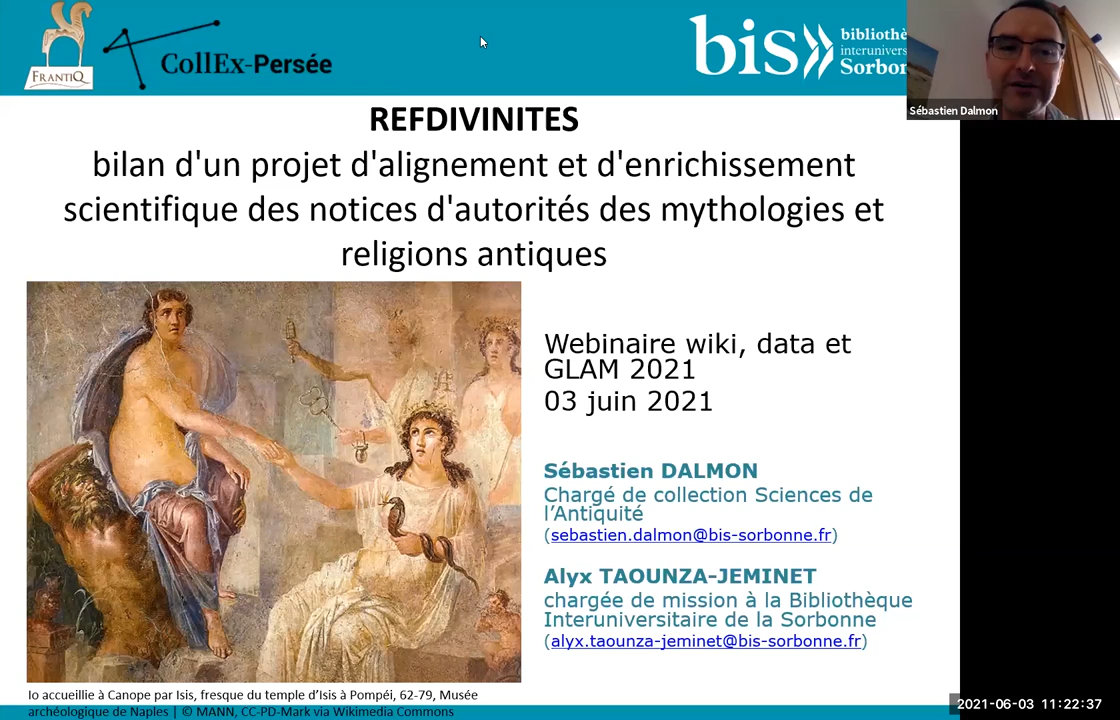 FRANTIQ
CollEx-Persée
bis
bibliothè
interunivers
Sorbon
Sébastien Dalmon
REFDIVINITES
bilan d'un projet d'alignement et d'enrichissement
scientifique des notices d'autorités des mythologies et
religions antiques
Webinaire wiki, data et
GLAM 2021
03 juin 2021
Sébastien DALMON
Chargé de collection Sciences de
l’Antiquité
(sebastien.dalmon@bis-sorbonne.fr)
Alyx TAOUNZA-JEMINET
chargée de mission à la Bibliothèque
Interuniversitaire de la Sorbonne
(alyx.taounza-jeminet@bis-sorbonne.fr)
Io accueillie à Canope par Isis, fresque du temple d’Isis à Pompéi, 62-79, Musée
archéologique de Naples | © MANN, CC-PD-Mark via Wikimedia Commons
2021-06-03 11:22:37